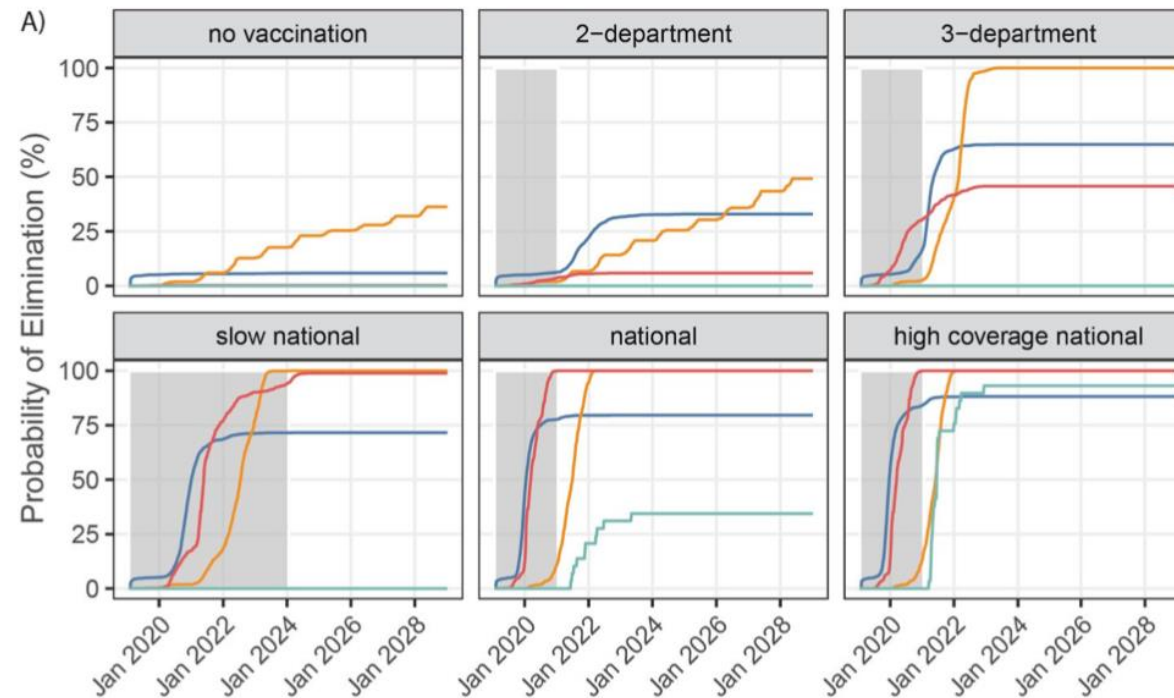 A)
no vaccination
2−department
3−department
Probability of Elimination (%)
100
75
50
25
0
slow national
national
high coverage national
100
75
50
25
0
Jan 2020
Jan 2022
Jan 2024
Jan 2026
Jan 2028
Jan 2020
Jan 2022
Jan 2024
Jan 2026
Jan 2028
Jan 2020
Jan 2022
Jan 2024
Jan 2026
Jan 2028